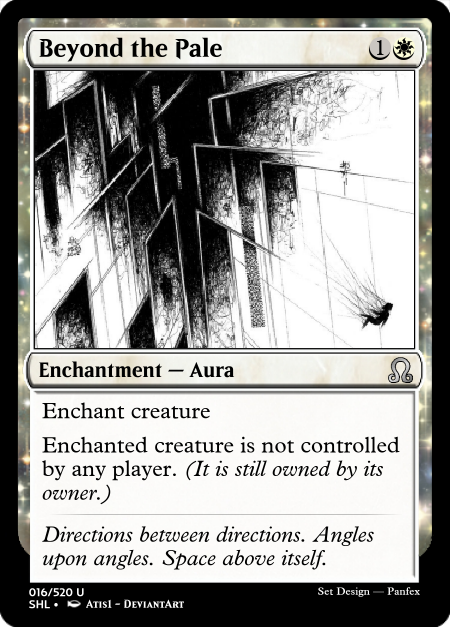 Beyond the Pale 1
Enchantment — Aura
Enchant creature
Enchanted creature is not controlled
by any player. (It is still owned by its
owner.)
Directions between directions. Angles
upon angles. Space above itself.
016/520 U
Set Design — Panfex
SHL • Atis1 – DeviantArt